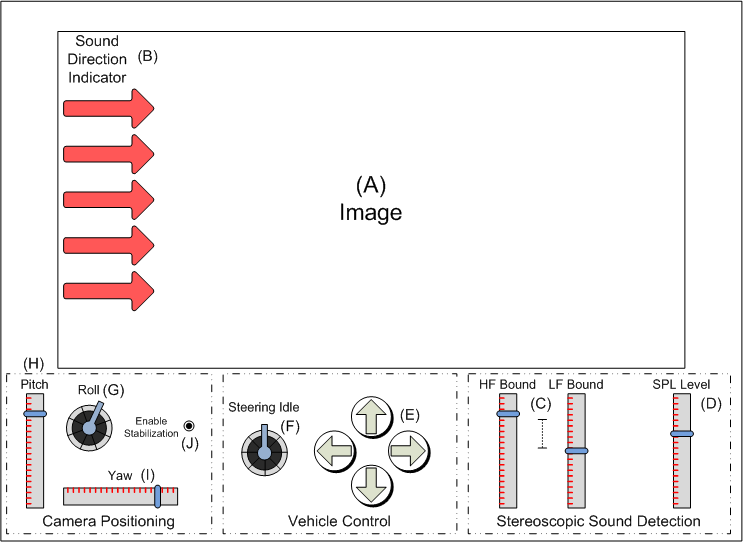 Sound
Direction (B)
Indicator
(A)
Image
(H)
Pitch
Roll (G)
Enable
Stabilization
(J)
Yaw (I)
Camera Positioning
Steering Idle
(F)
(E)
Vehicle Control
HF Bound LF Bound SPL Level
(C) (D)
Stereoscopic Sound Detection